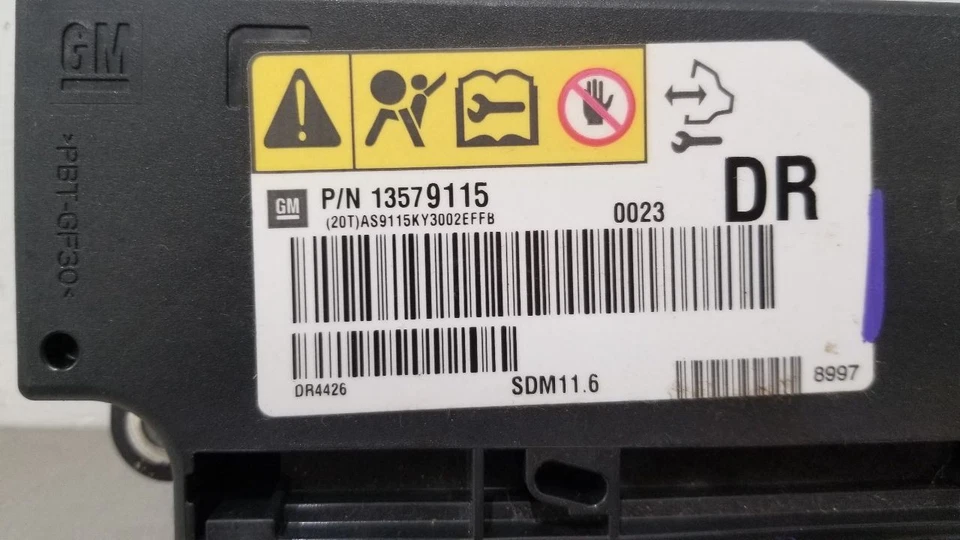 GM
>PBT-GF30<
GM P/N 13579115
(20T)AS9115KY3002EFFB
0023
DR
DR4426
SDM11.6
8997